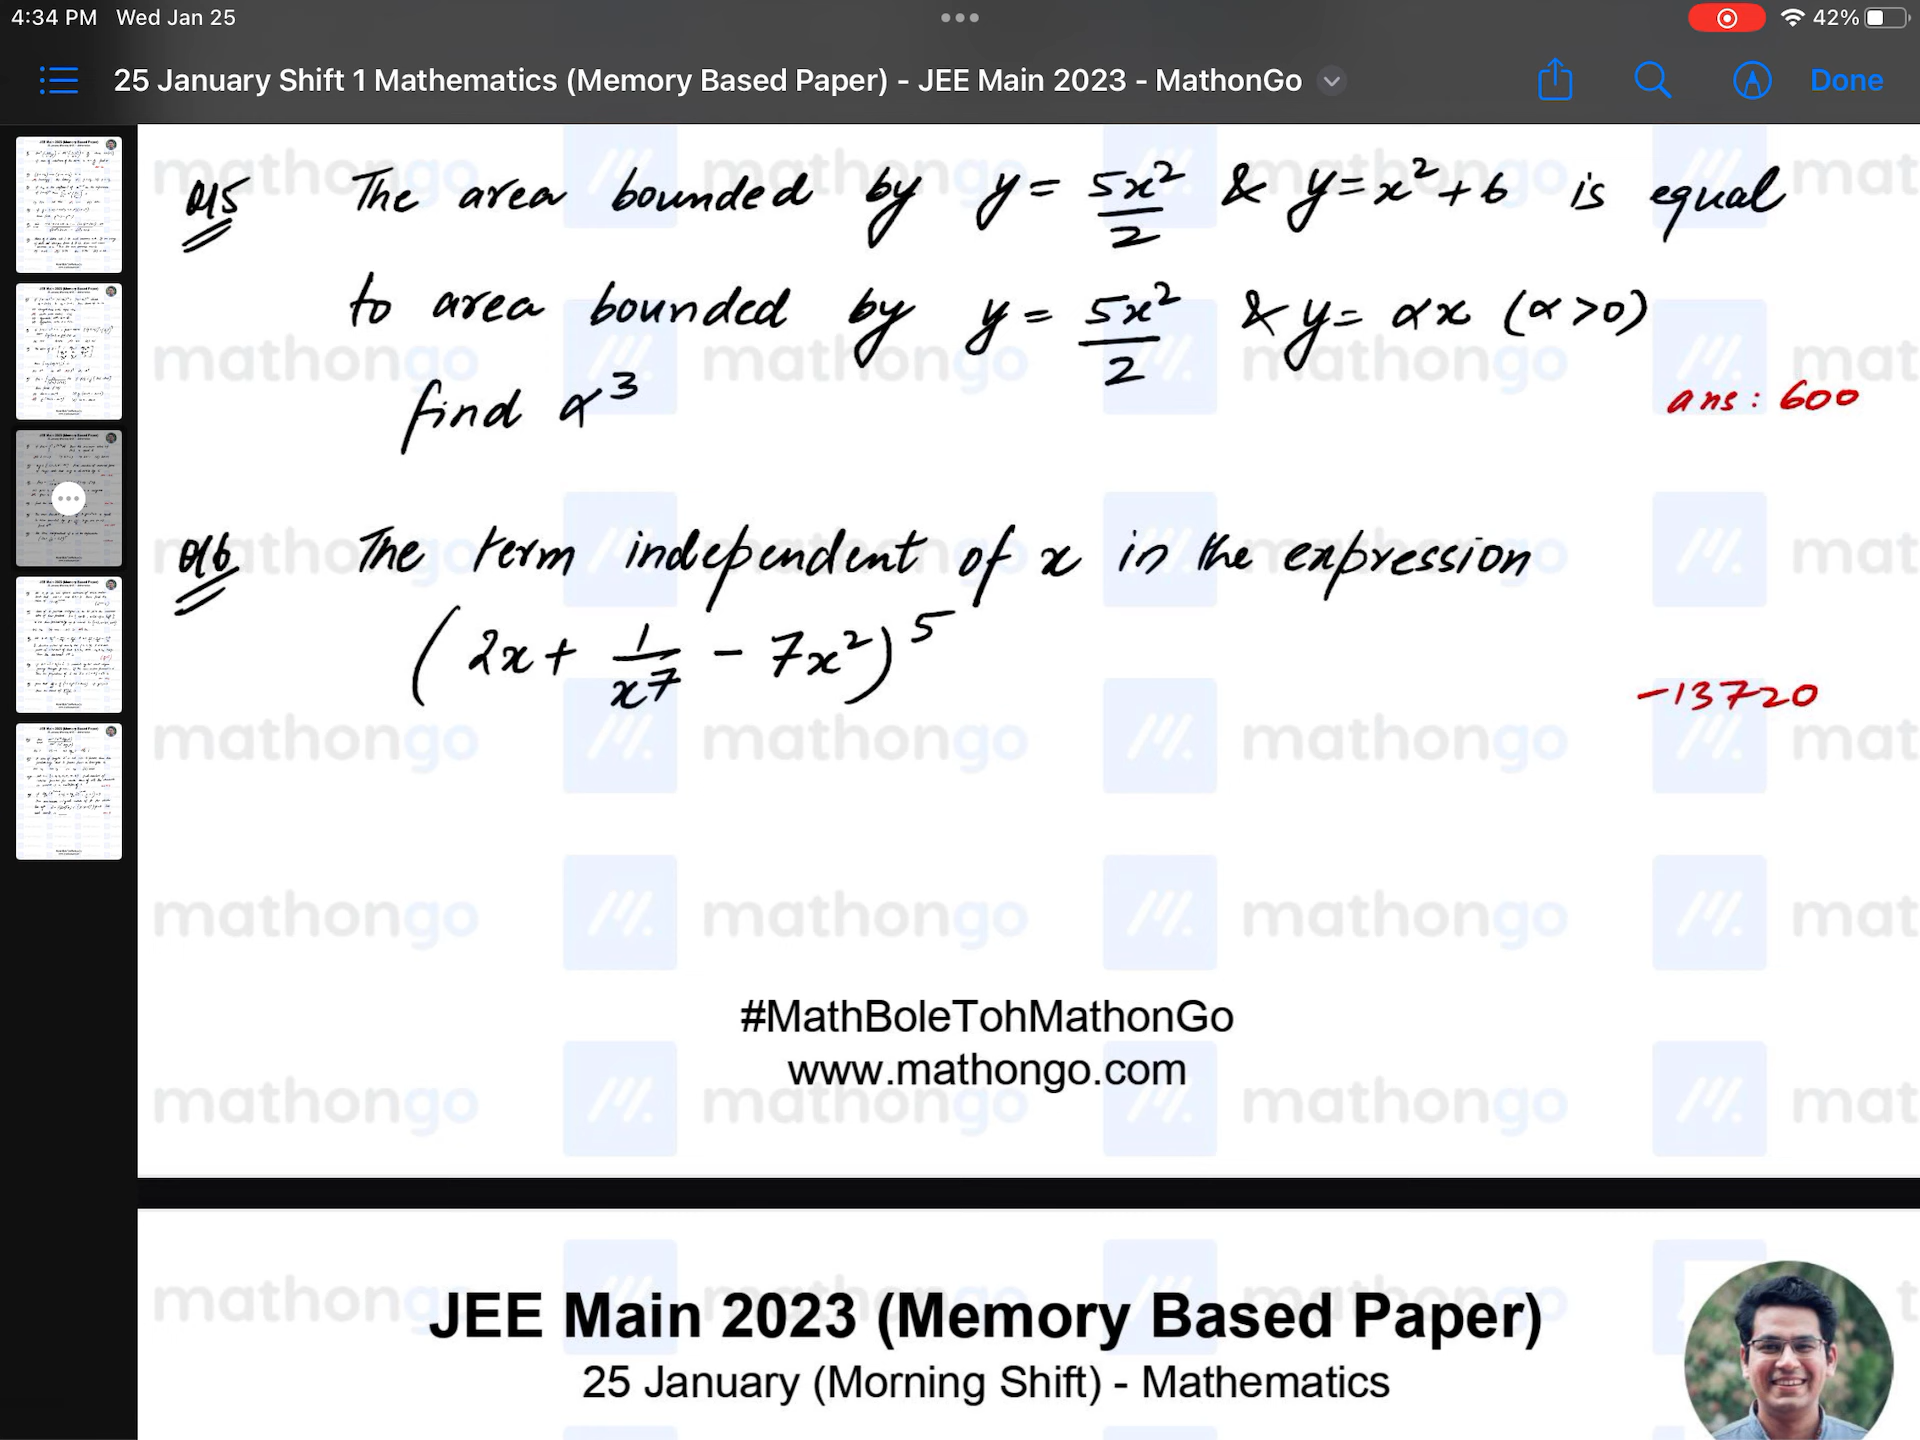 4:34 PM Wed Jan 25
42%
25 January Shift 1 Mathematics (Memory Based Paper) - JEE Main 2023 - MathonGo
Done
Q15 The area bounded by y = 5x²/2 & y = x² + 6 is equal
to area bounded by y = 5x²/2 & y = αx (α > 0)
find α³
ans : 600
Q16 The term independent of x in the expression
(2x + 1/x⁷ - 7x²)⁵
-13720
#MathBoleTohMathonGo
www.mathongo.com
JEE Main 2023 (Memory Based Paper)
25 January (Morning Shift) - Mathematics